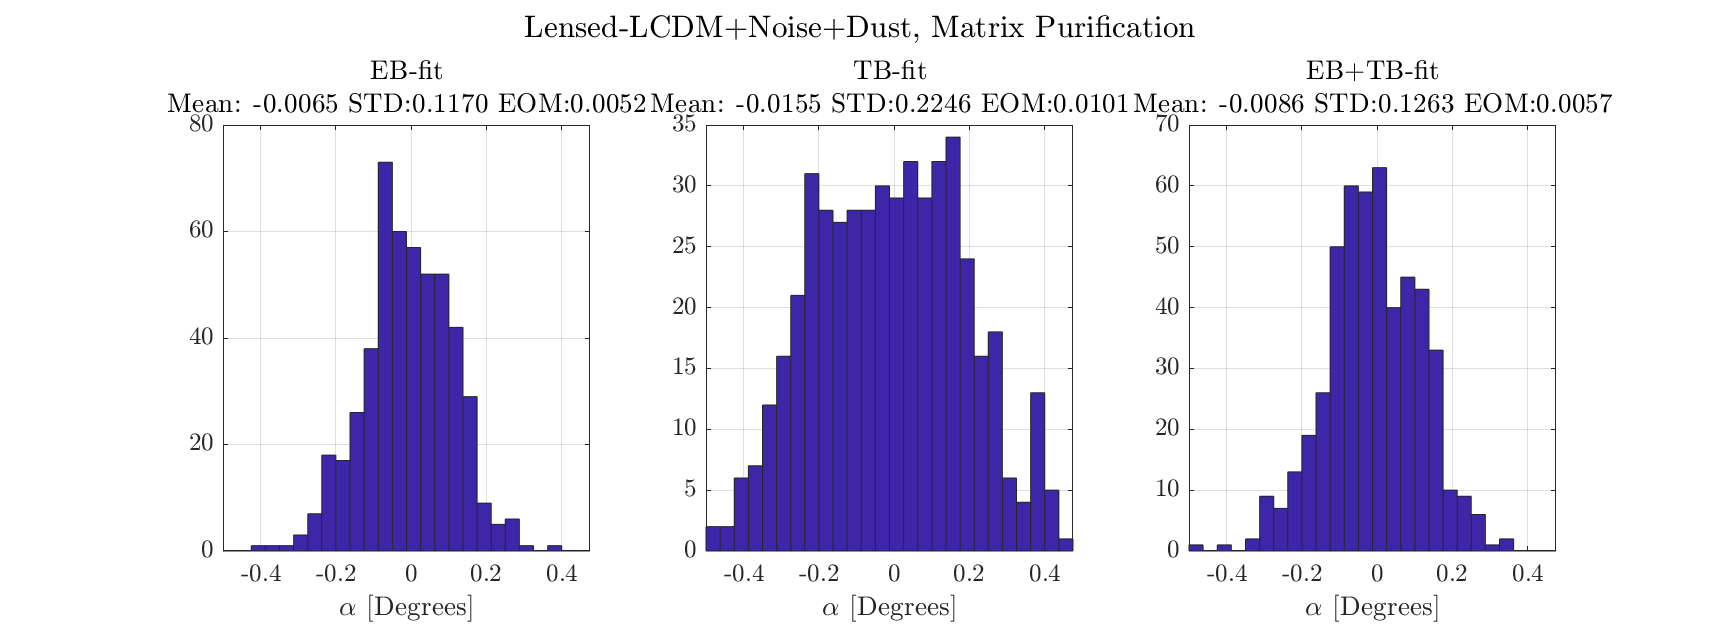 Lensed-LCDM+Noise+Dust, Matrix Purification
EB-fit
Mean: -0.0065 STD:0.1170 EOM:0.0052
80
60
40
20
0
-0.4 -0.2 0 0.2 0.4
α [Degrees]
TB-fit
Mean: -0.0155 STD:0.2246 EOM:0.0101
35
30
25
20
15
10
5
0
-0.4 -0.2 0 0.2 0.4
α [Degrees]
EB+TB-fit
Mean: -0.0086 STD:0.1263 EOM:0.0057
70
60
50
40
30
20
10
0
-0.4 -0.2 0 0.2 0.4
α [Degrees]